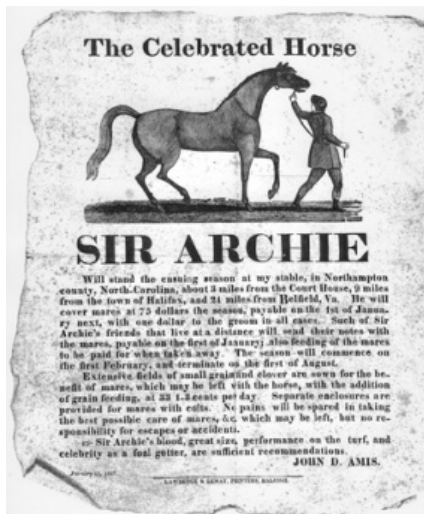 The Celebrated Horse
SIR ARCHIE
Will stand the ensuing season at my stable, in Northampton
county, North-Carolina, about 3 miles from the Court House, 9 miles
from the town of Halifax, and 21 miles from Belfield, Va. He will
cover mares at 75 dollars the season, payable on the 1st of Janua-
ry next, with one dollar to the groom in all cases. Such of Sir
Archie's friends that live at a distance will send their notes with
the mares, payable on the first of January; also feeding of the mares
to be paid for when taken away. The season will commence on
the first February, and terminate on the first of August.
Extensive fields of small grain and clover are sown for the be-
nefit of mares, which may be left with the horse, with the addition
of grain feeding, at 33 1-3 cents per day. Separate enclosures are
provided for mares with colts. No pains will be spared in taking
the best possible care of mares, &c. which may be left, but no re-
sponsibility for escapes or accidents.
Sir Archie's blood, great size, performance on the turf, and
celebrity as a foal getter, are sufficient recommendations.
JOHN D. AMIS.
PRINTERS, RALEIGH.